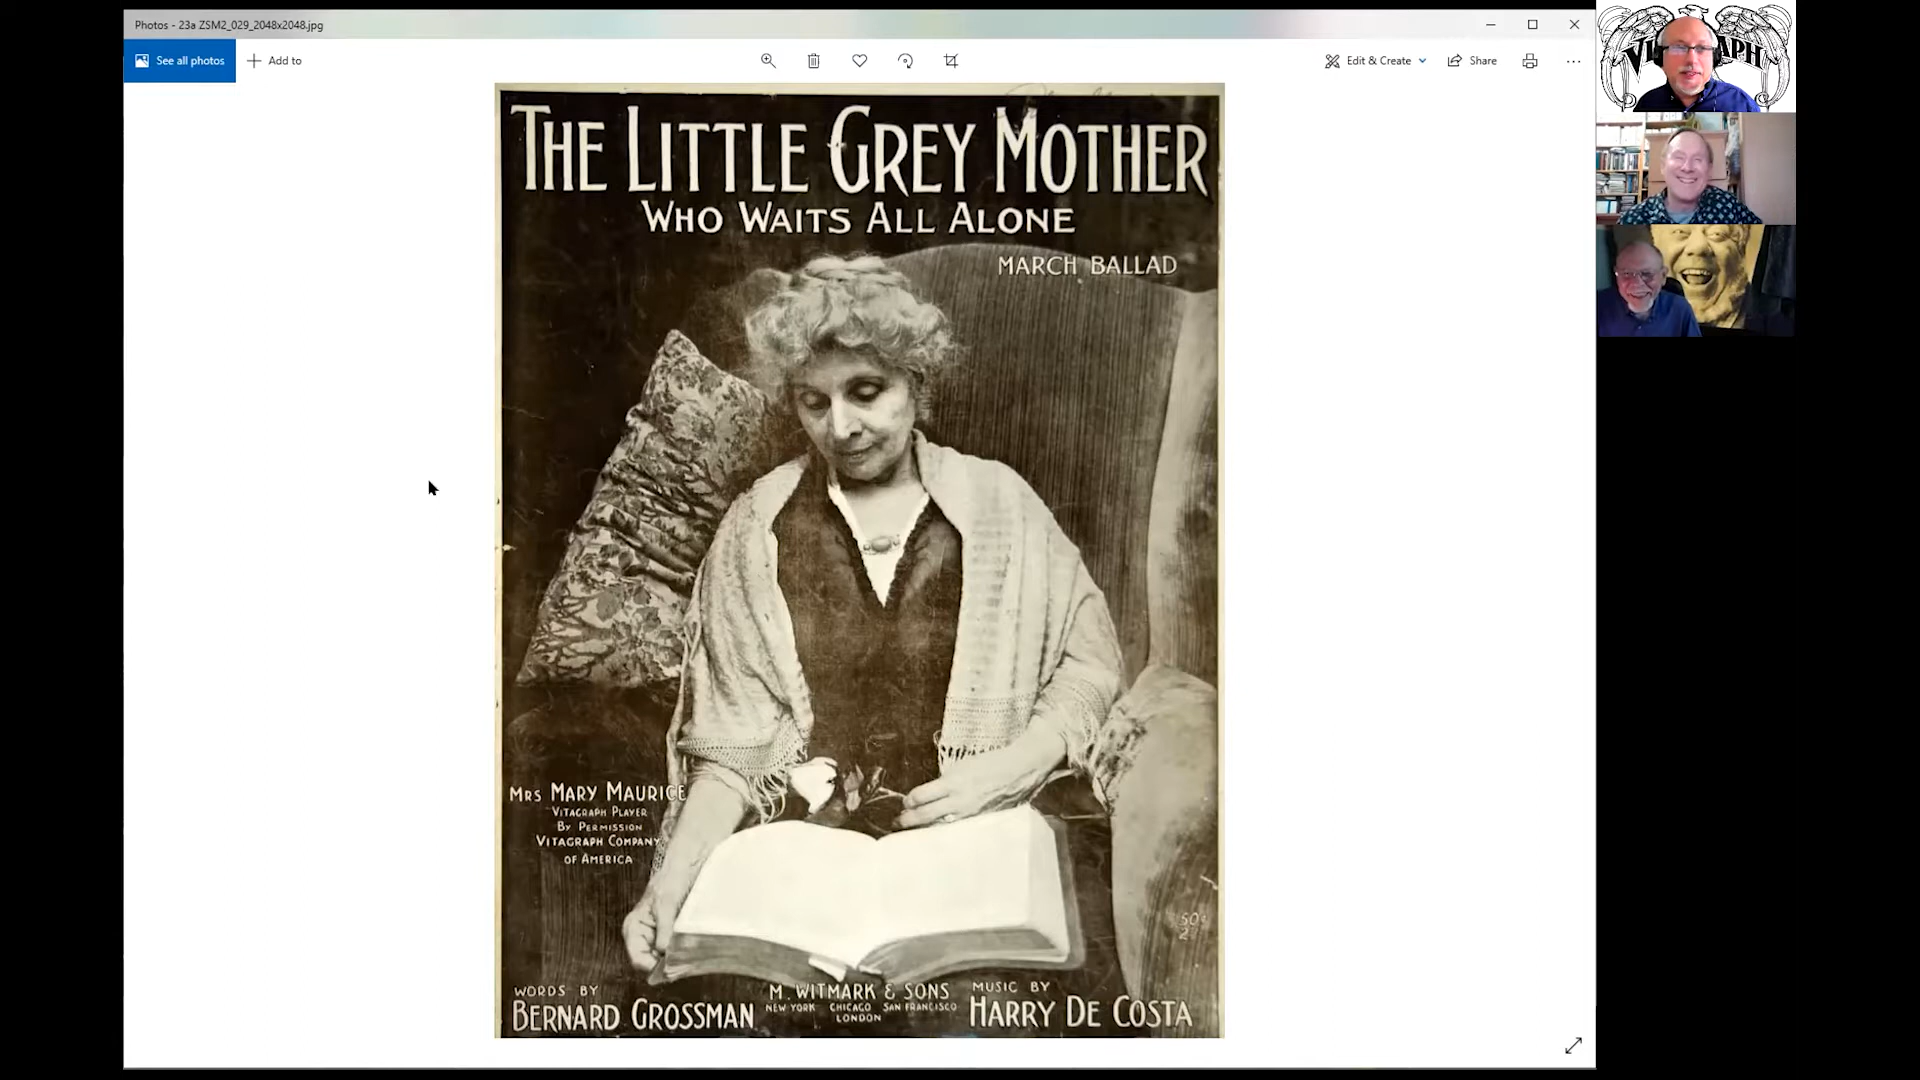 Photos - 23a ZSM2_029_2048x2048.jpg
See all photos
Add to
Edit & Create
Share
THE LITTLE GREY MOTHER
WHO WAITS ALL ALONE
MARCH BALLAD
MRS MARY MAURICE
VITAGRAPH PLAYER
BY PERMISSION
VITAGRAPH COMPANY
OF AMERICA
WORDS BY
BERNARD GROSSMAN
M. WITMARK & SONS
NEW YORK CHICAGO SAN FRANCISCO
LONDON
MUSIC BY
HARRY DE COSTA